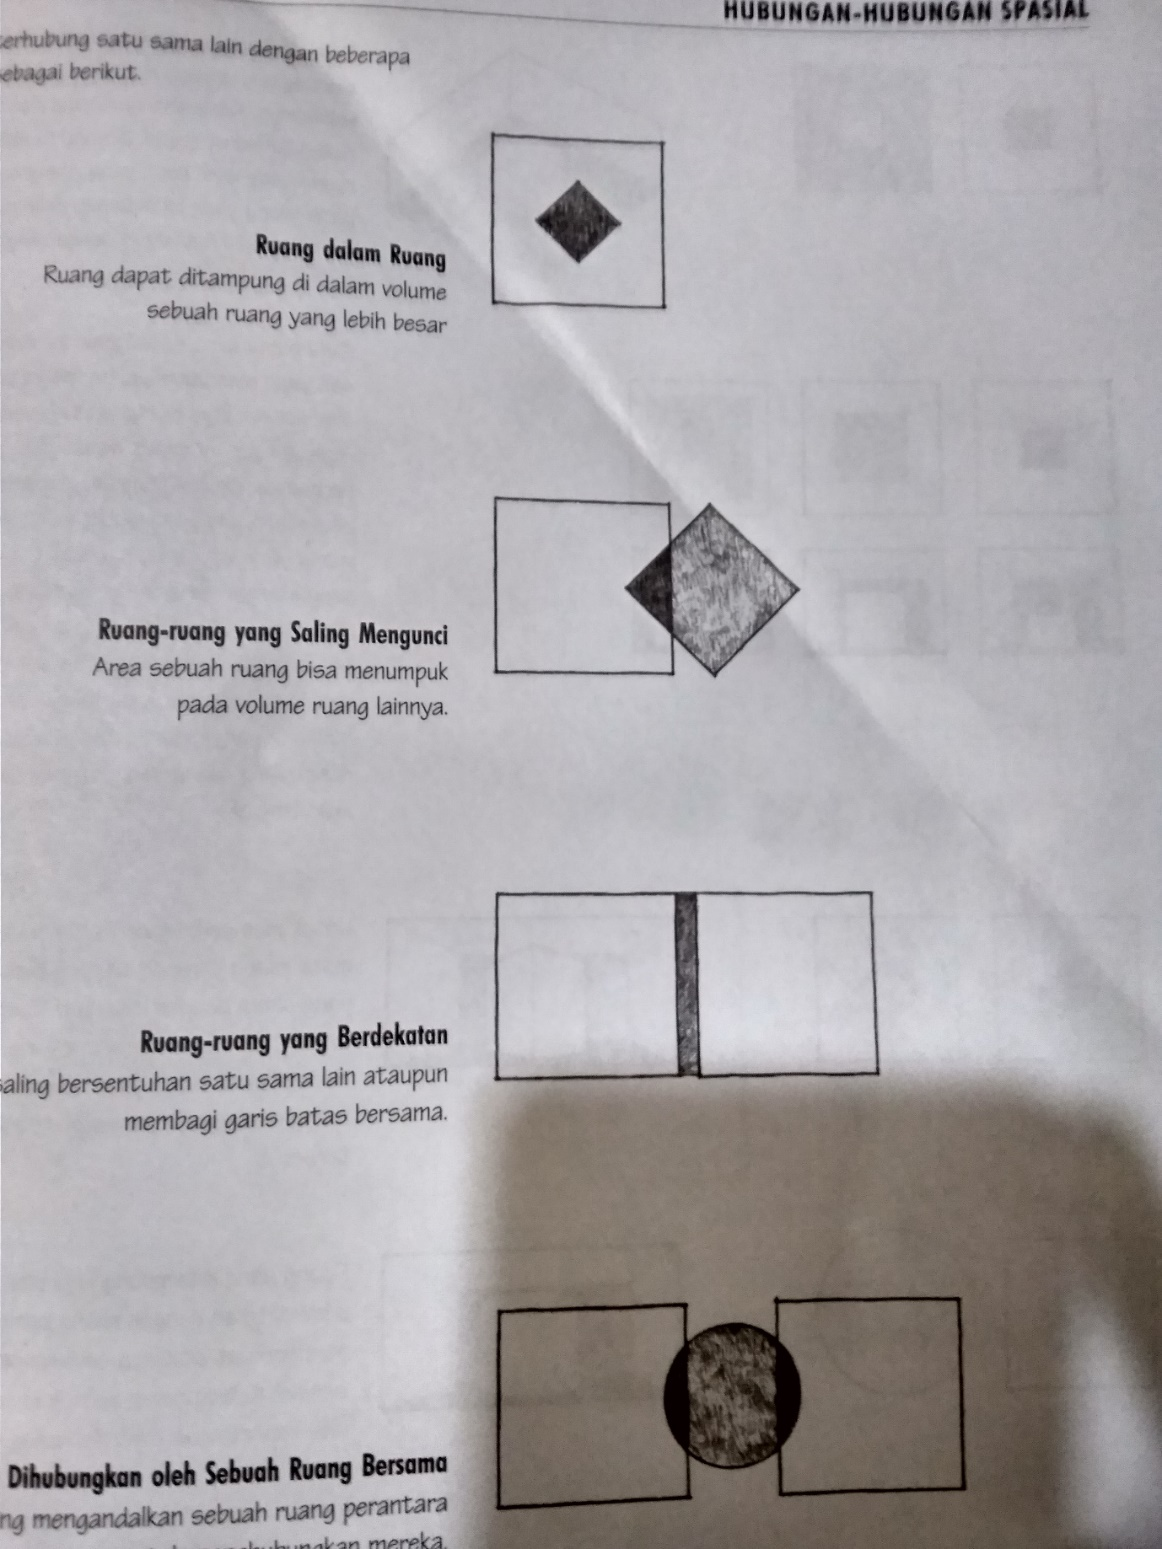 HUBUNGAN-HUBUNGAN SPASIAL
erhubung satu sama lain dengan beberapa
ebagai berikut.
Ruang dalam Ruang
Ruang dapat ditampung di dalam volume
sebuah ruang yang lebih besar
Ruang-ruang yang Saling Mengunci
Area sebuah ruang bisa menumpuk
pada volume ruang lainnya.
Ruang-ruang yang Berdekatan
saling bersentuhan satu sama lain ataupun
membagi garis batas bersama.
Dihubungkan oleh Sebuah Ruang Bersama
ng mengandalkan sebuah ruang perantara
mereka.